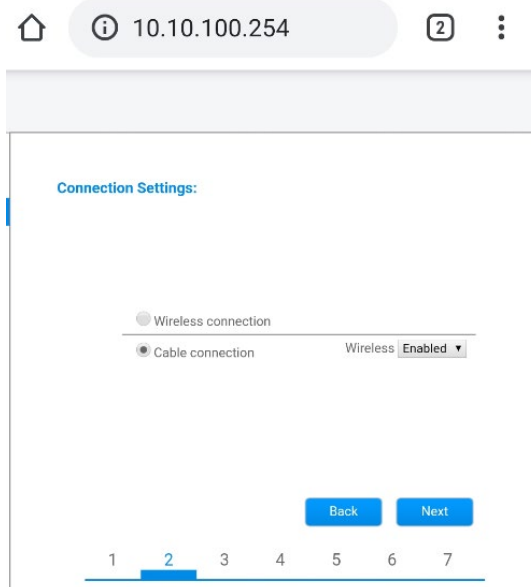 10.10.100.254 2
Connection Settings:
Wireless connection
Cable connection Wireless Enabled
Back Next
1 2 3 4 5 6 7